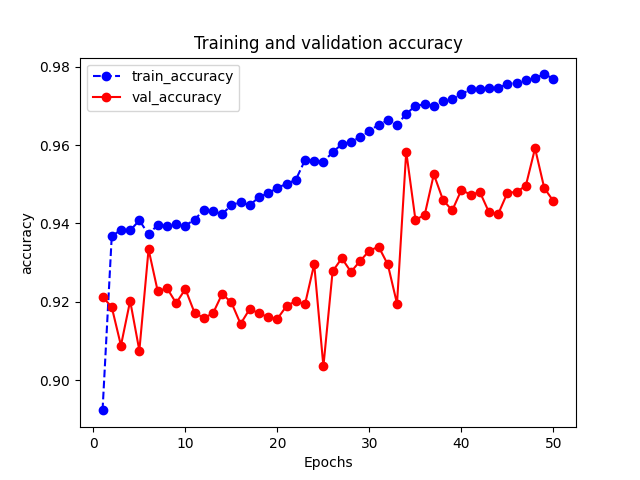 Training and validation accuracy
train_accuracy
val_accuracy
0.98
0.96
0.94
0.92
0.90
accuracy
0 10 20 30 40 50
Epochs